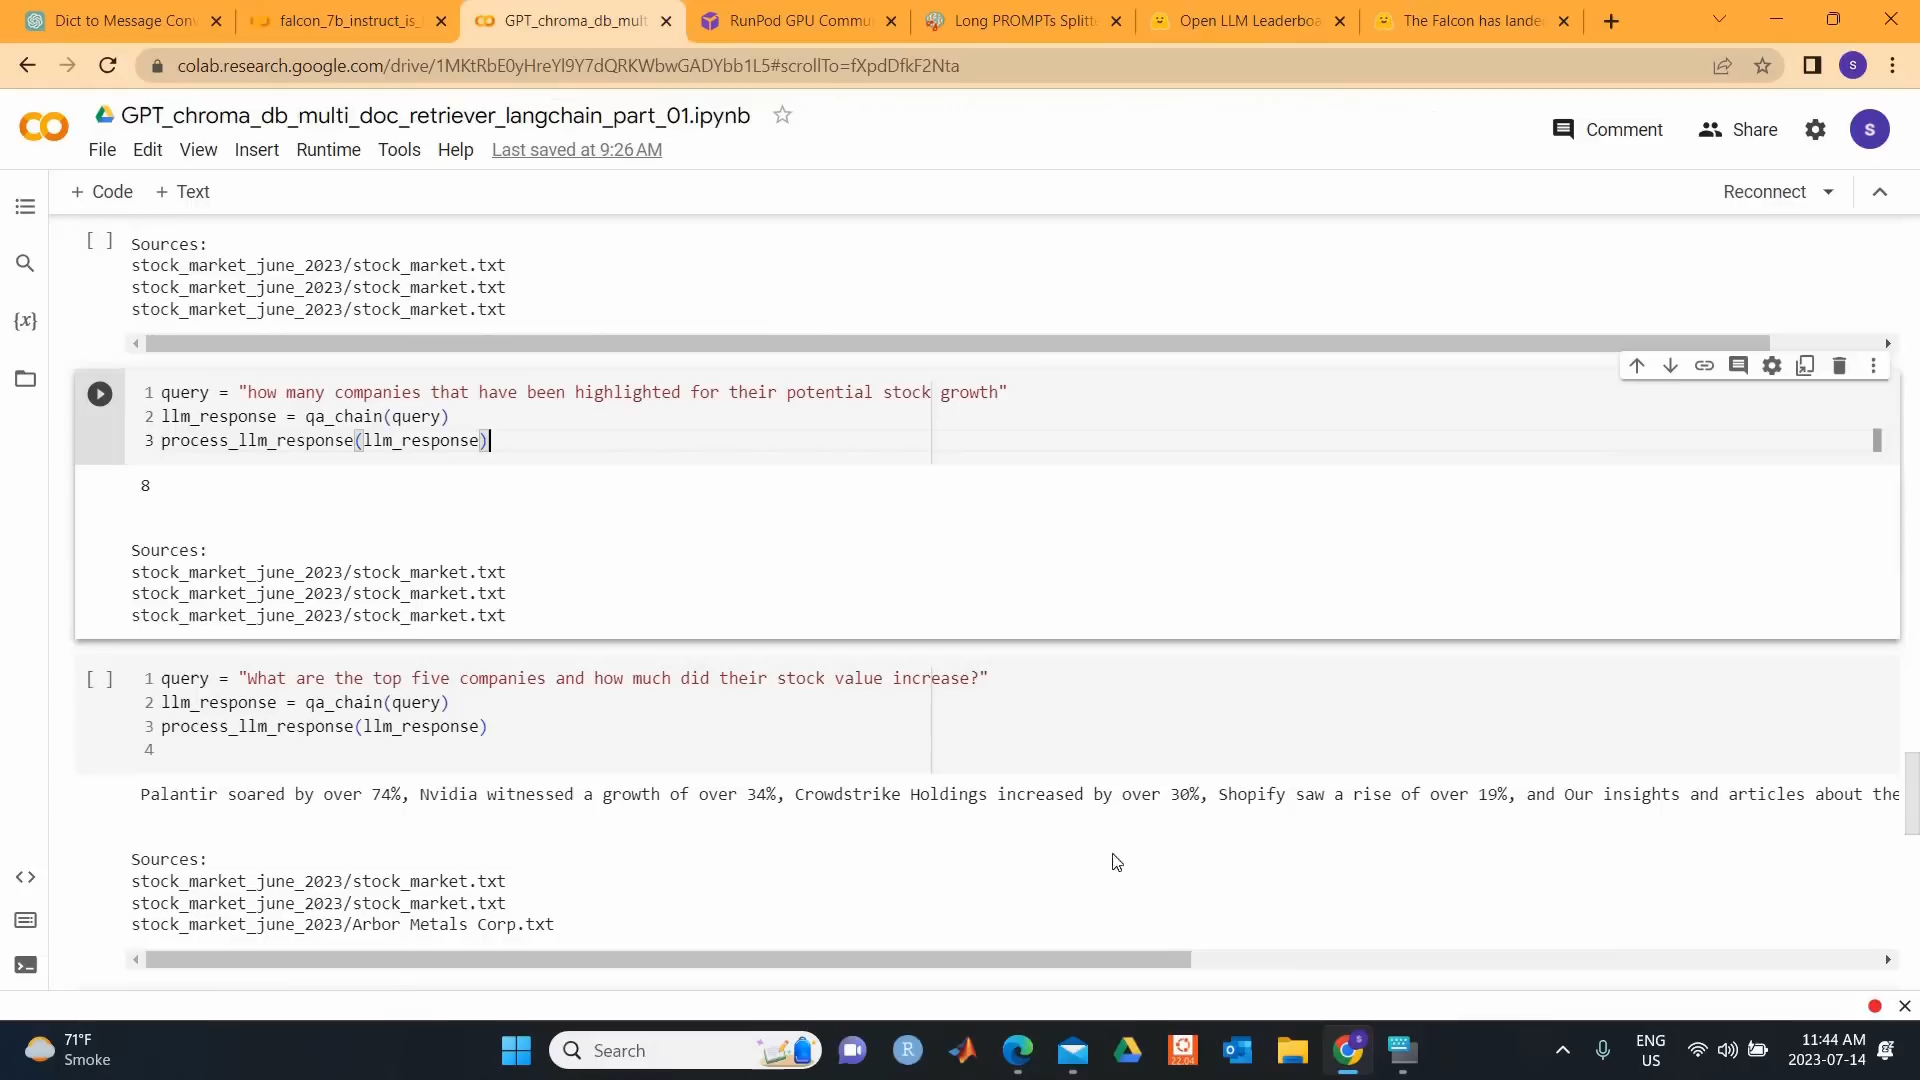 Dict to Message Con
falcon_7b_instruct_is_
GPT_chroma_db_mult
RunPod GPU Commu
Long PROMPTs Splitte
Open LLM Leaderboa
The Falcon has lande
colab.research.google.com/drive/1MKtRbE0yHreYl9Y7dQRKWbwGADYbb1L5#scrollTo=fXpdDfkF2Nta
S
GPT_chroma_db_multi_doc_retriever_langchain_part_01.ipynb
Comment
Share
S
File Edit View Insert Runtime Tools Help Last saved at 9:26 AM
+ Code + Text
Reconnect
[ ]
Sources:
stock_market_june_2023/stock_market.txt
stock_market_june_2023/stock_market.txt
stock_market_june_2023/stock_market.txt
{x}
1 query = "how many companies that have been highlighted for their potential stock growth"
2 llm_response = qa_chain(query)
3 process_llm_response(llm_response)
8
Sources:
stock_market_june_2023/stock_market.txt
stock_market_june_2023/stock_market.txt
stock_market_june_2023/stock_market.txt
[ ]
1 query = "What are the top five companies and how much did their stock value increase?"
2 llm_response = qa_chain(query)
3 process_llm_response(llm_response)
4
Palantir soared by over 74%, Nvidia witnessed a growth of over 34%, Crowdstrike Holdings increased by over 30%, Shopify saw a rise of over 19%, and Our insights and articles about the
Sources:
stock_market_june_2023/stock_market.txt
stock_market_june_2023/stock_market.txt
stock_market_june_2023/Arbor Metals Corp.txt
71°F
Smoke
Search
R
22.04
ENG
US
11:44 AM
2023-07-14